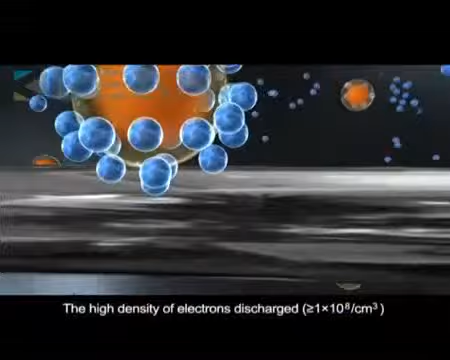 The high density of electrons discharged (≥1×10⁸/cm³)